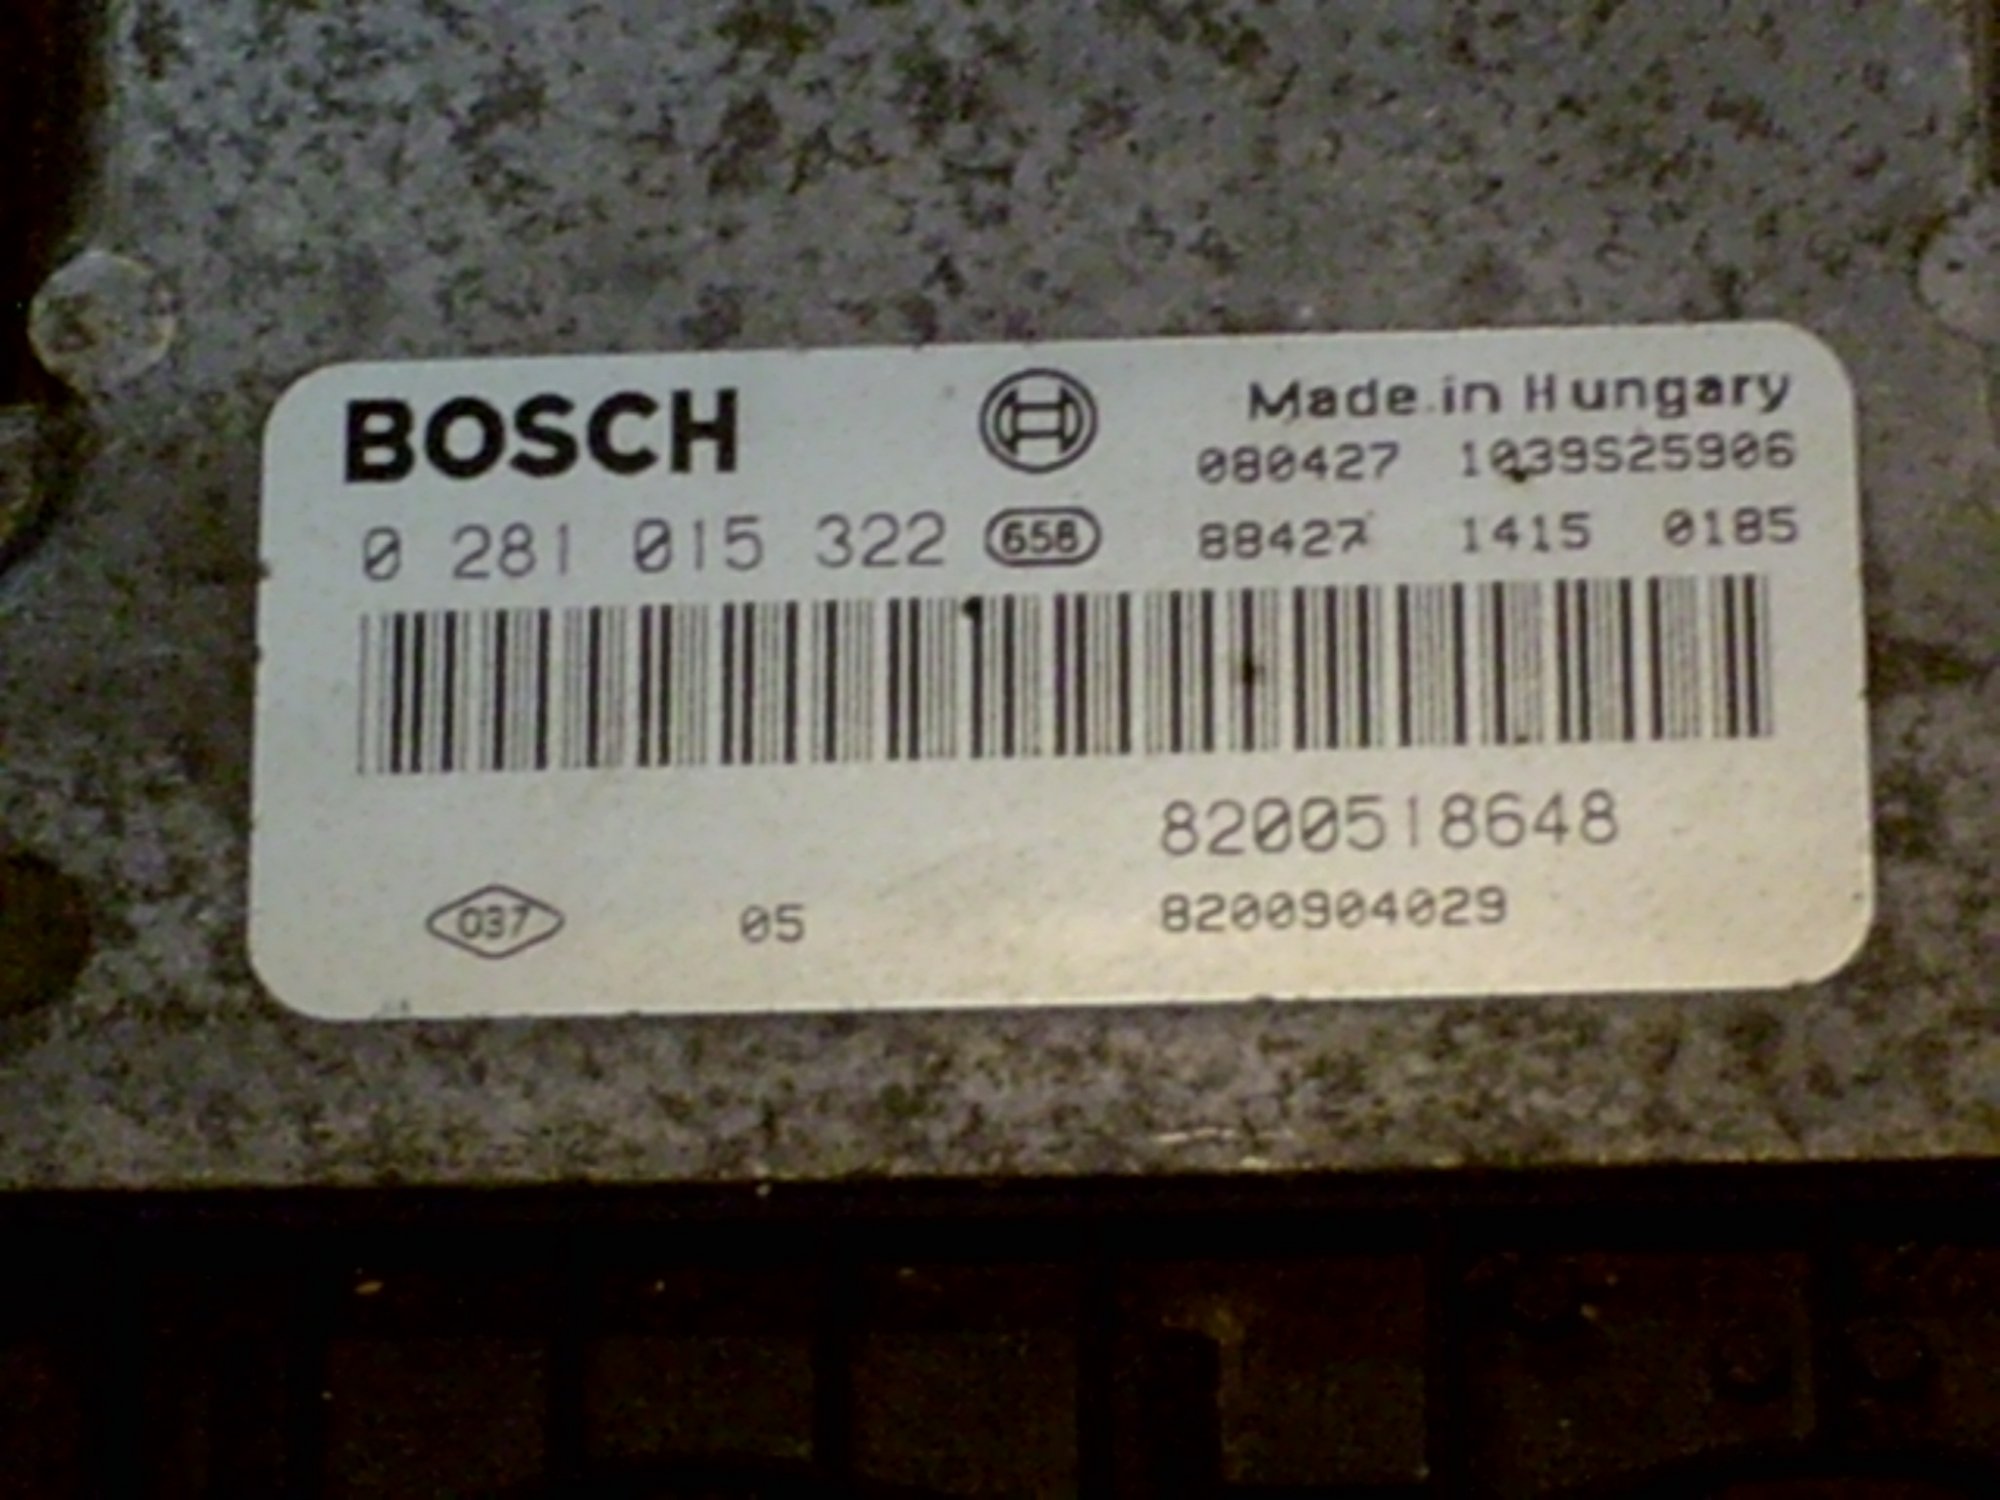 BOSCH
Made in Hungary
080427 1039S25906
0 281 015 322 658 88427 1415 0185
8200518648
037 05 8200904029